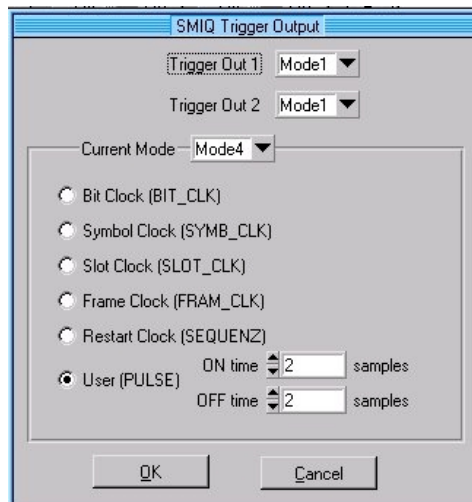 SMIQ Trigger Output
Trigger Out 1 Mode1
Trigger Out 2 Mode1
Current Mode Mode4
Bit Clock (BIT_CLK)
Symbol Clock (SYMB_CLK)
Slot Clock (SLOT_CLK)
Frame Clock (FRAM_CLK)
Restart Clock (SEQUENZ)
User (PULSE) ON time 2 samples
OFF time 2 samples
OK Cancel